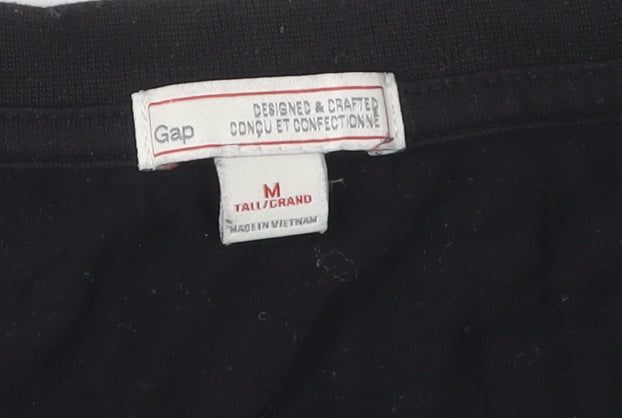 DESIGNED & CRAFTED
CONÇU ET CONFECTIONNÉ
Gap
M
TALL/GRAND
MADE IN VIETNAM